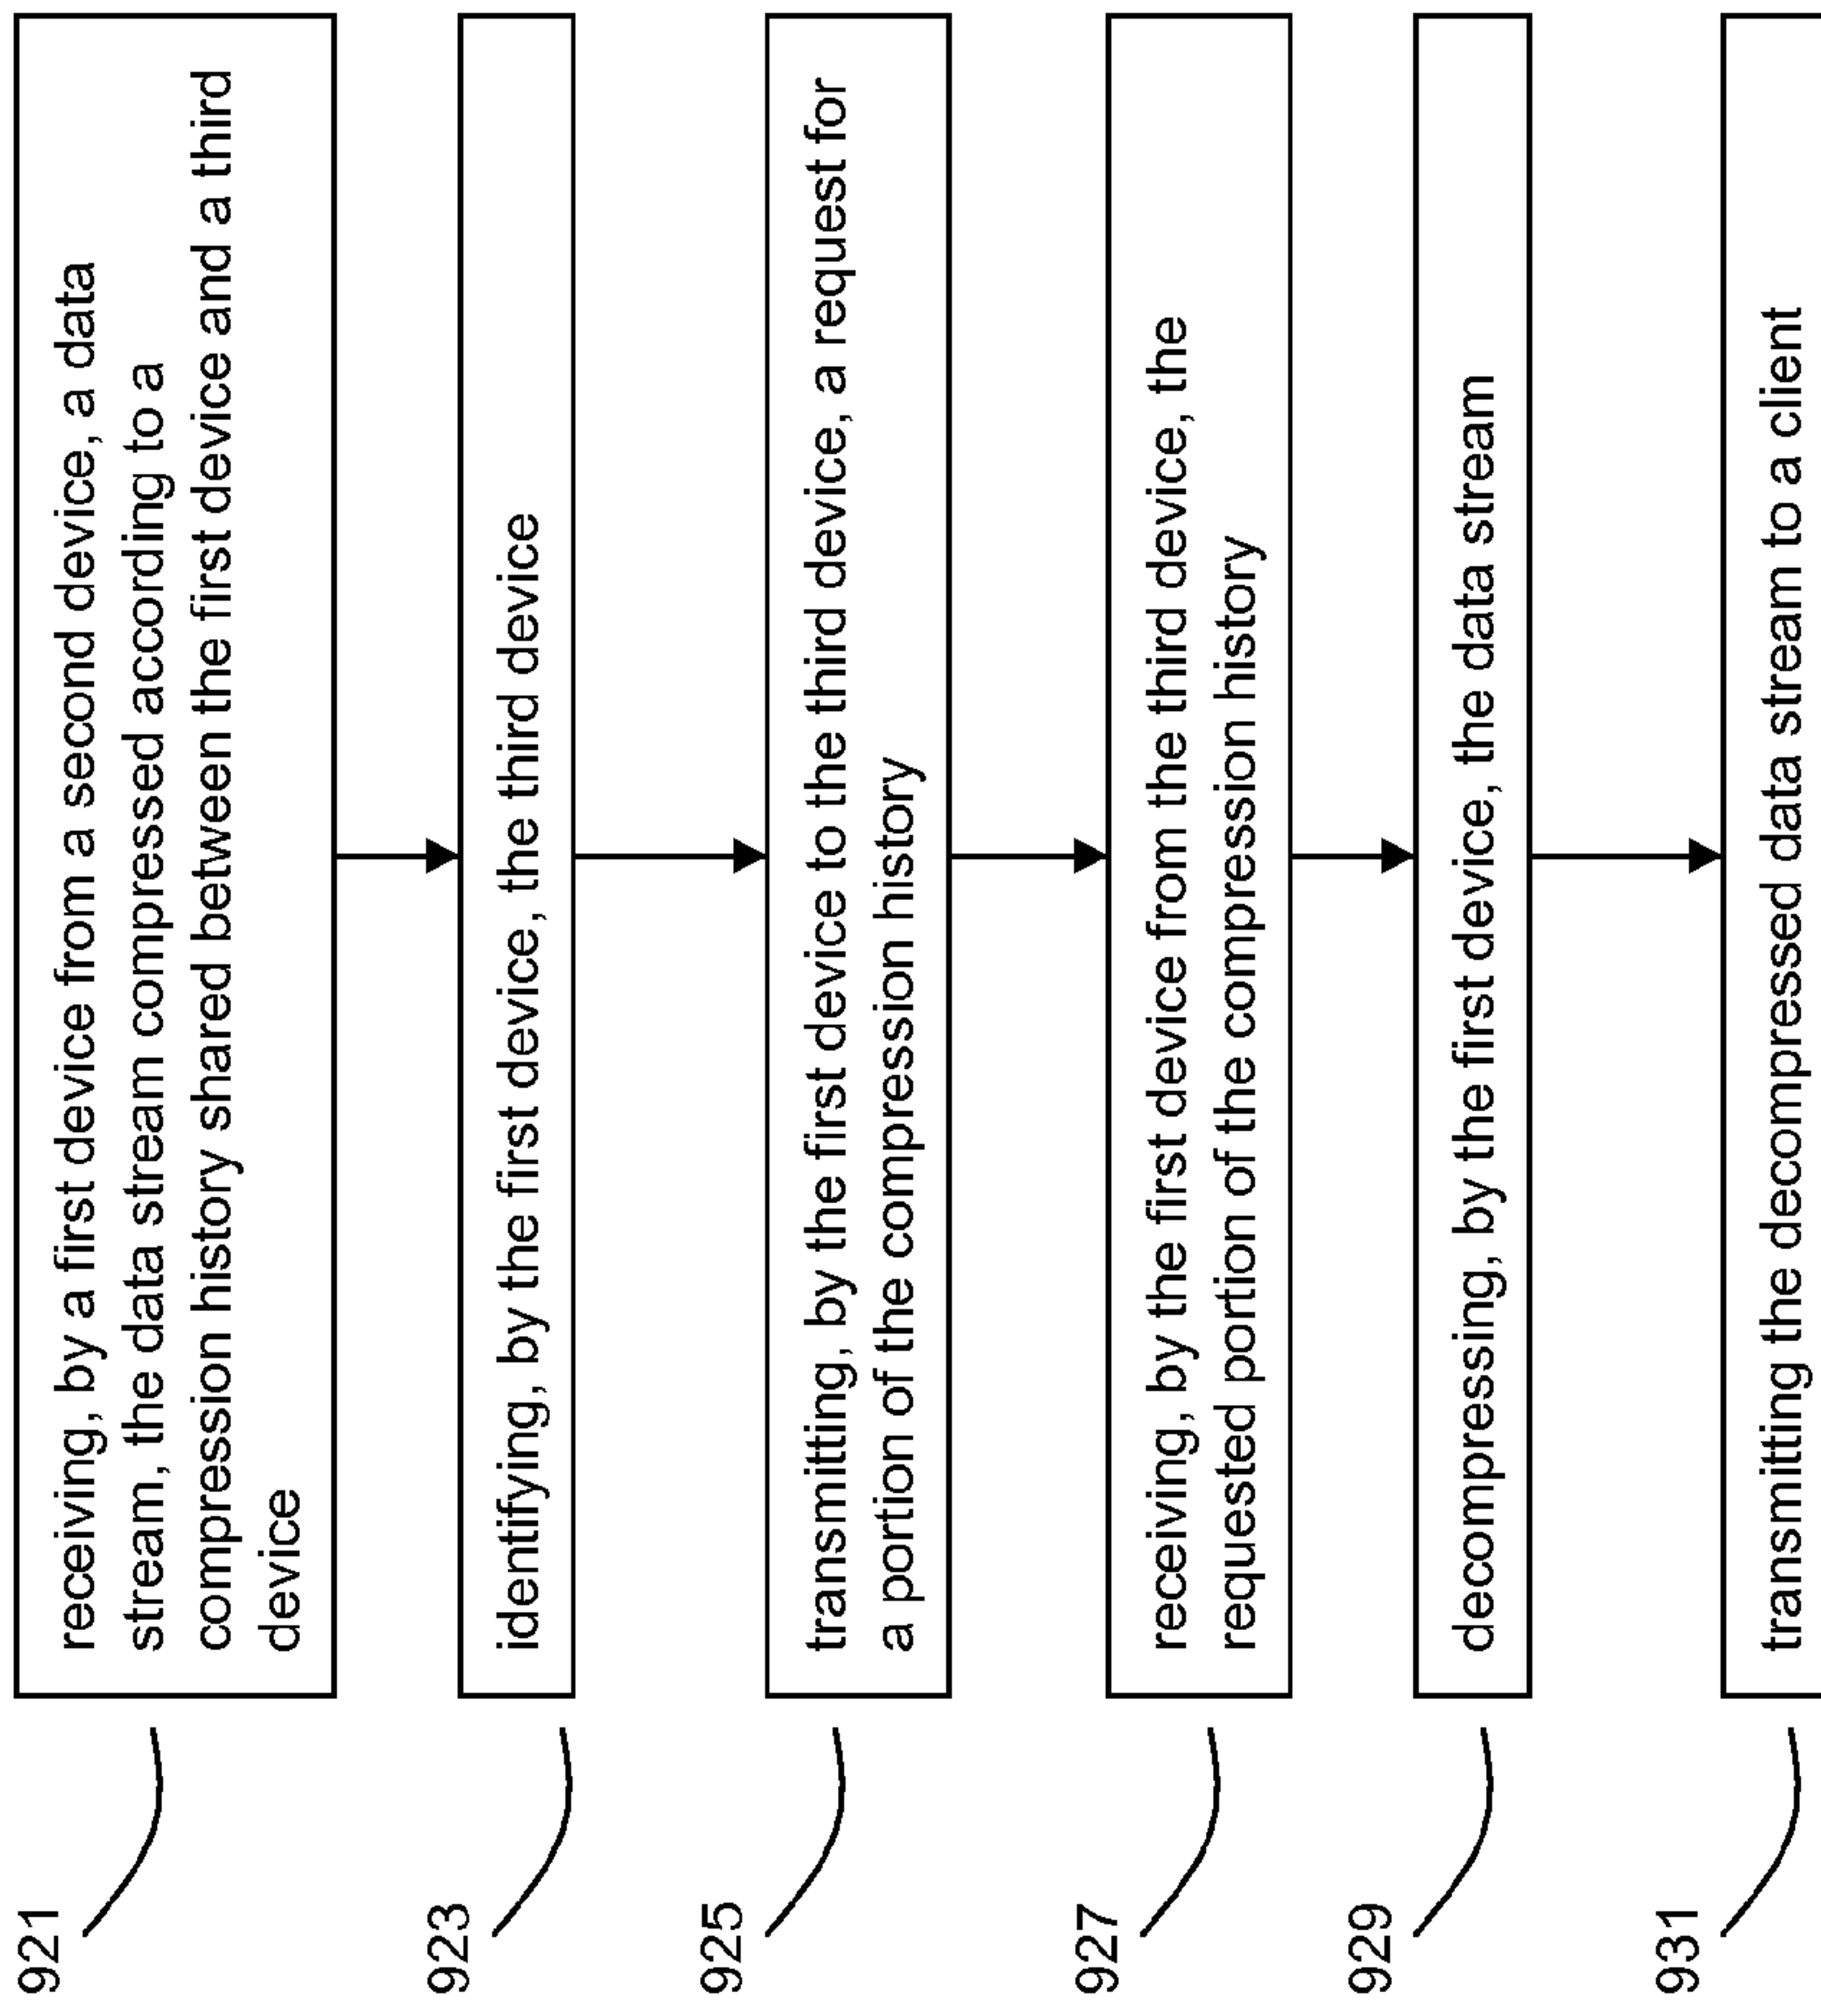 921
receiving, by a first device from a second device, a data
stream, the data stream compressed according to a
compression history shared between the first device and a third
device
923
identifying, by the first device, the third device
925
transmitting, by the first device to the third device, a request for
a portion of the compression history
927
receiving, by the first device from the third device, the
requested portion of the compression history
929
decompressing, by the first device, the data stream
931
transmitting the decompressed data stream to a client